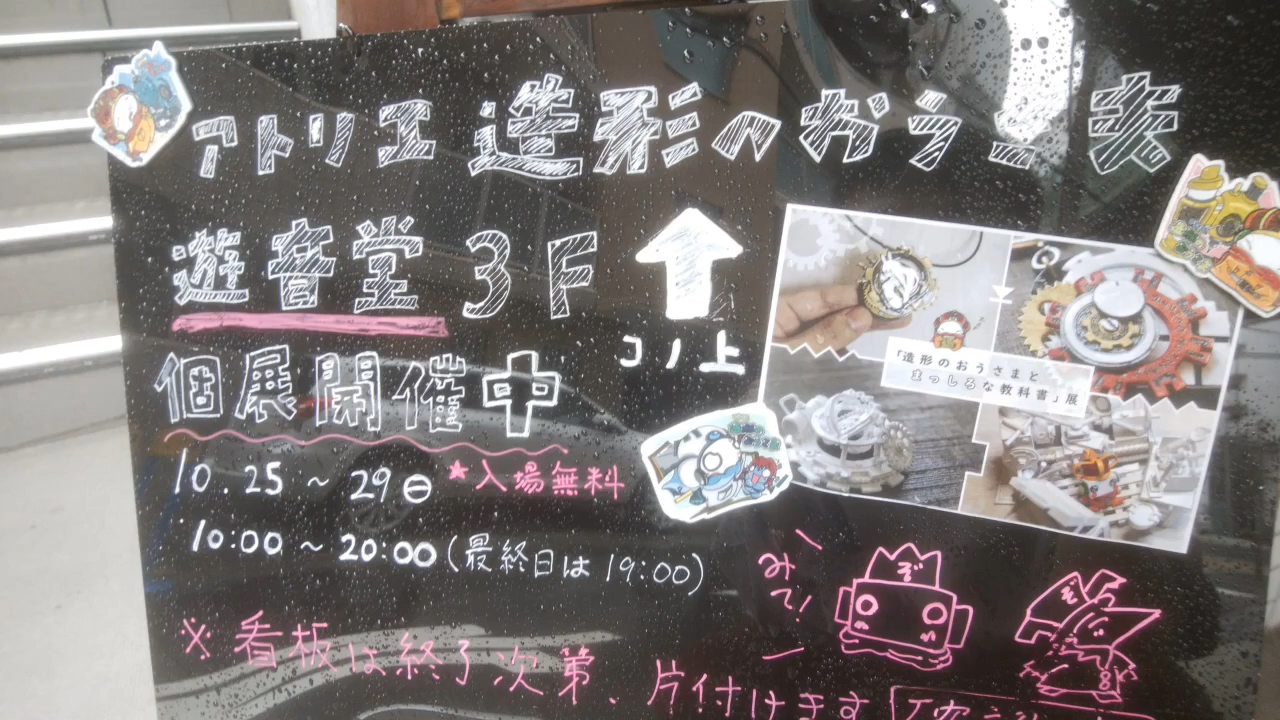 アトリエ 造形のおうこま
遊音堂 3F
コノ上
個展開催中
10.25 ~ 29㊐ *入場無料
10:00 ~ 20:00 (最終日は 19:00)
「造形のおうさまと
まっしろな教科書」展
みて!
ぞ
※ 看板は終了次第、片付けます